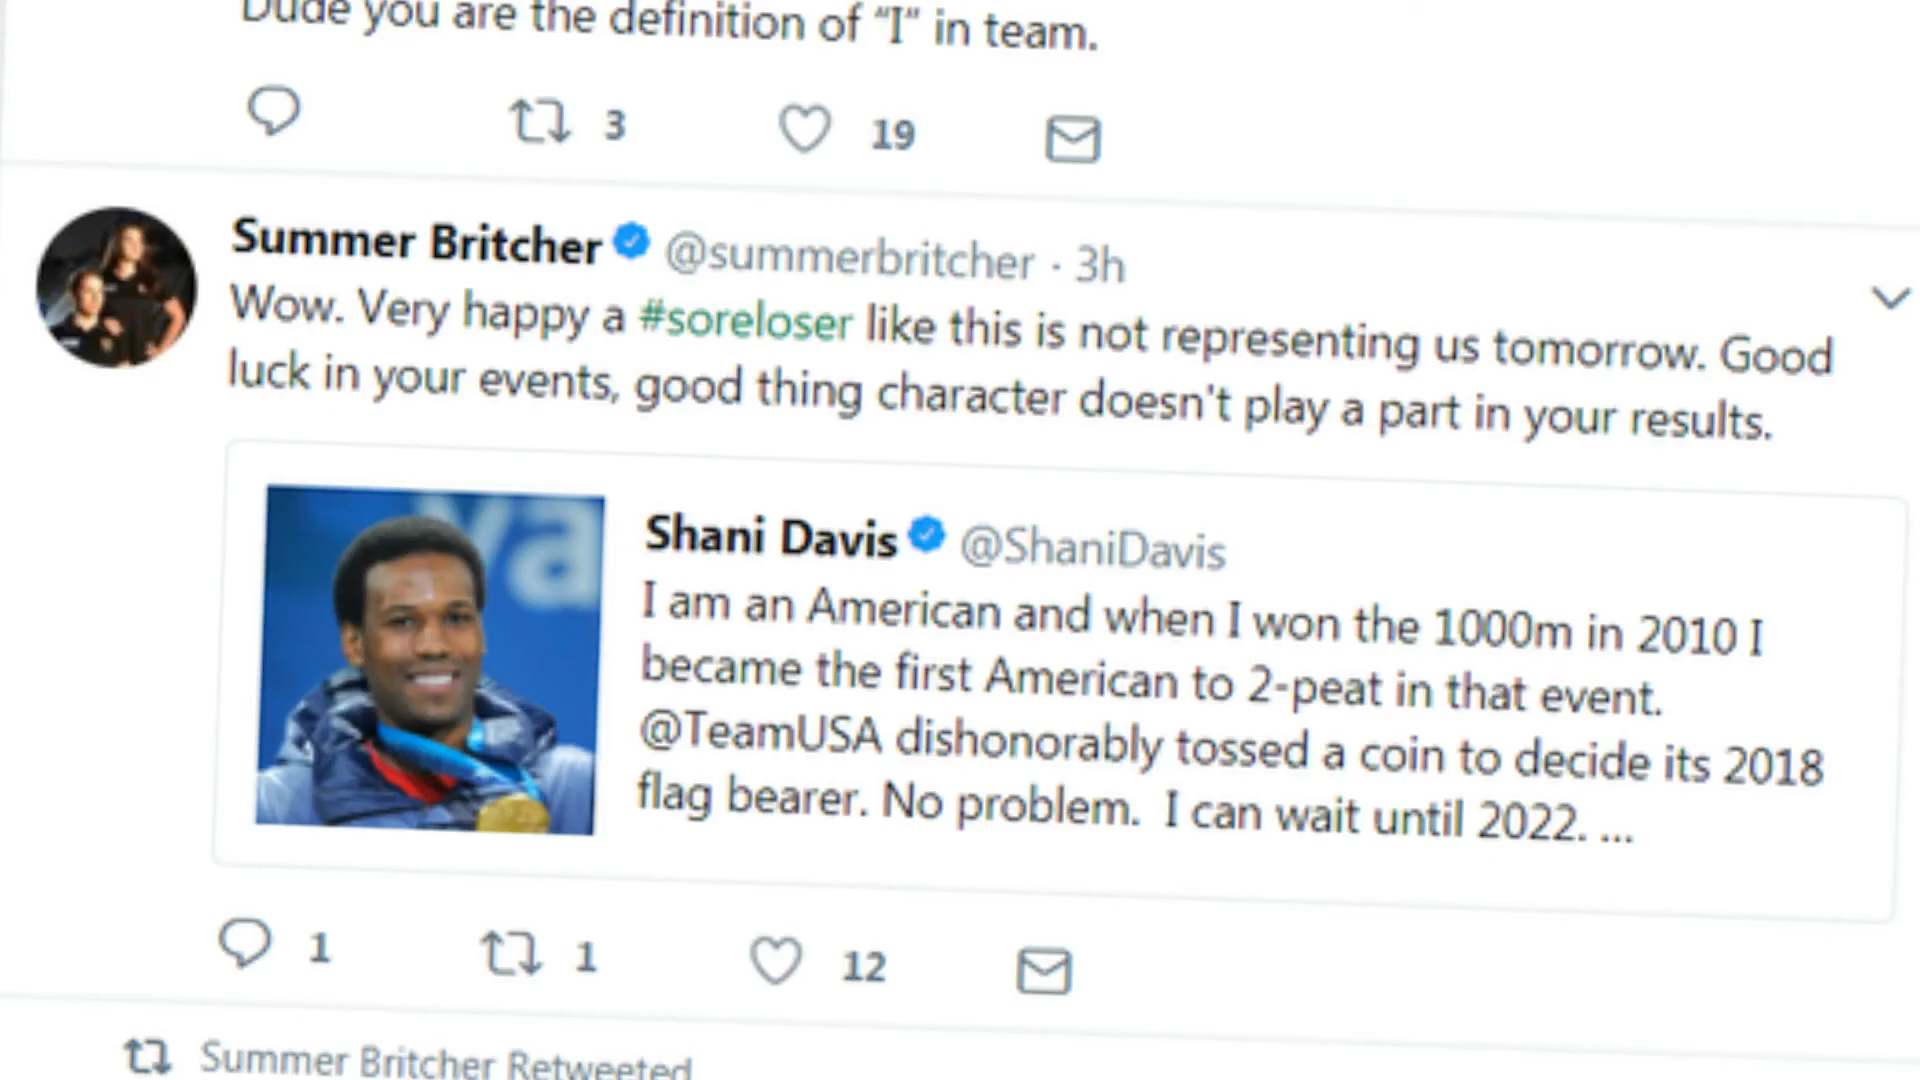 Dude you are the definition of “I” in team.
3 19
Summer Britcher @summerbritcher · 3h
Wow. Very happy a #soreloser like this is not representing us tomorrow. Good
luck in your events, good thing character doesn't play a part in your results.
va
Shani Davis @ShaniDavis
I am an American and when I won the 1000m in 2010 I
became the first American to 2-peat in that event.
@TeamUSA dishonorably tossed a coin to decide its 2018
flag bearer. No problem. I can wait until 2022. ...
1 1 12
Summer Britcher Retweeted